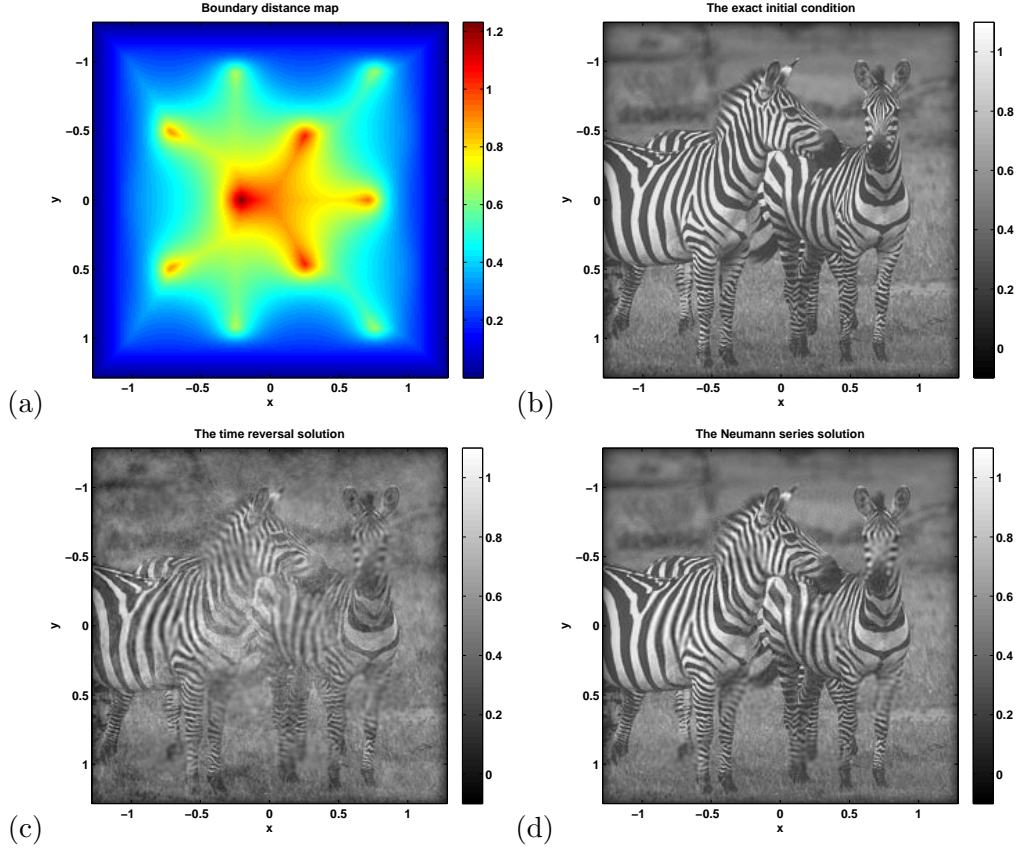 Boundary distance map
−1
−0.5
0
0.5
1
y
−1 −0.5 0 0.5 1
x
1.2
1
0.8
0.6
0.4
0.2
(a)
The exact initial condition
−1
−0.5
0
0.5
1
y
−1 −0.5 0 0.5 1
x
1
0.8
0.6
0.4
0.2
0
(b)
The time reversal solution
−1
−0.5
0
0.5
1
y
−1 −0.5 0 0.5 1
x
1
0.8
0.6
0.4
0.2
0
(c)
The Neumann series solution
−1
−0.5
0
0.5
1
y
−1 −0.5 0 0.5 1
x
1
0.8
0.6
0.4
0.2
0
(d)